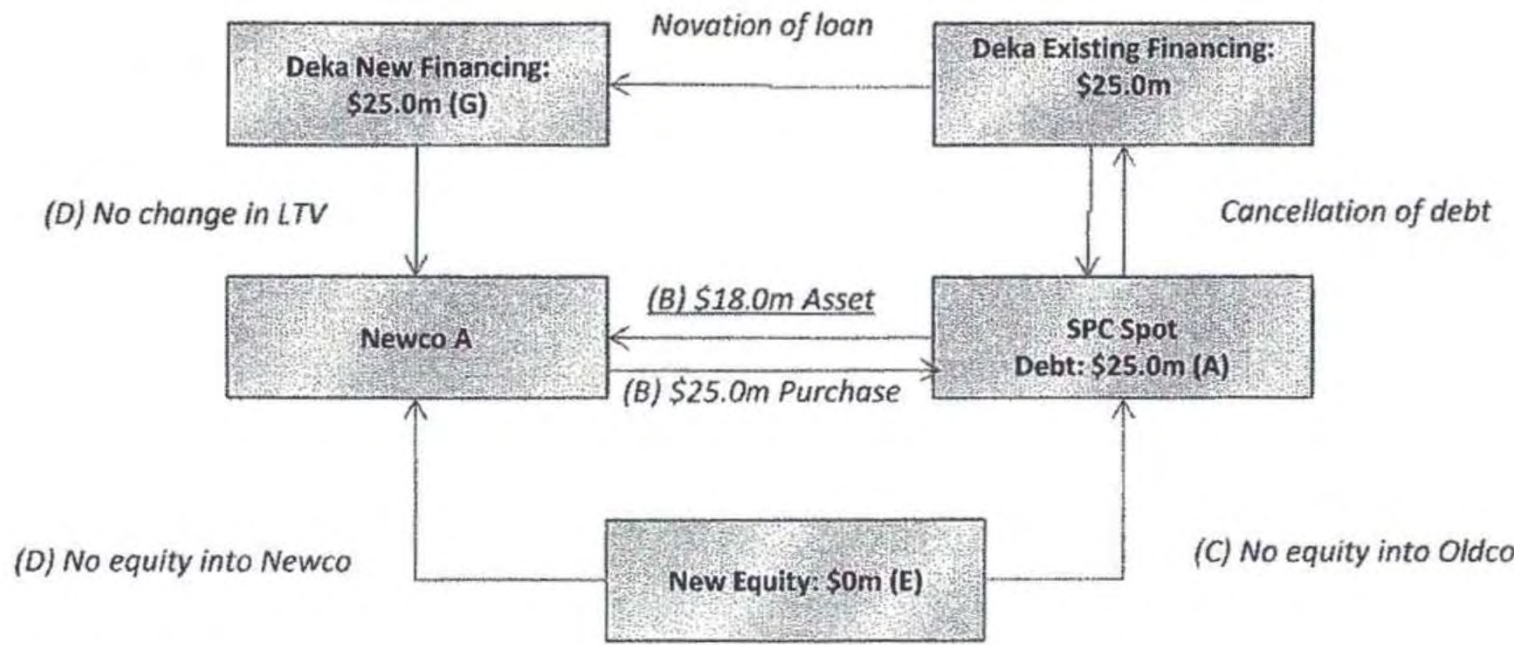 Novation of loan
Deka New Financing:
$25.0m (G)
Deka Existing Financing:
$25.0m
(D) No change in LTV
Cancellation of debt
(B) $18.0m Asset
Newco A
SPC Spot
Debt: $25.0m (A)
(B) $25.0m Purchase
(D) No equity into Newco
New Equity: $0m (E)
(C) No equity into Oldco